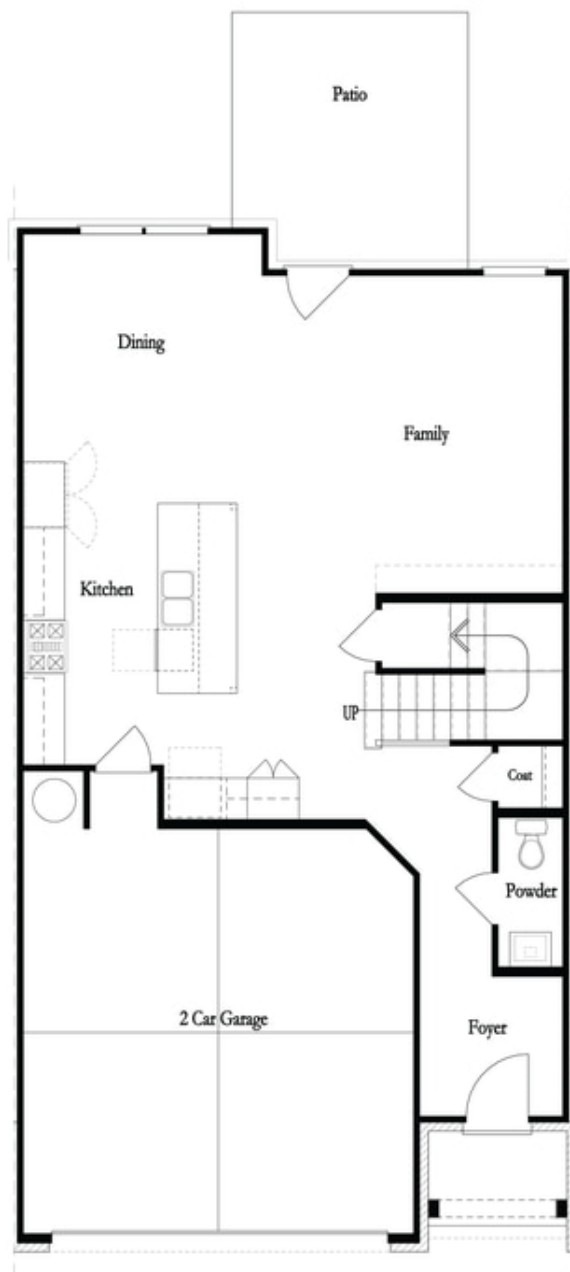 Patio
Dining
Family
Kitchen
UP
Coat
Powder
2 Car Garage
Foyer